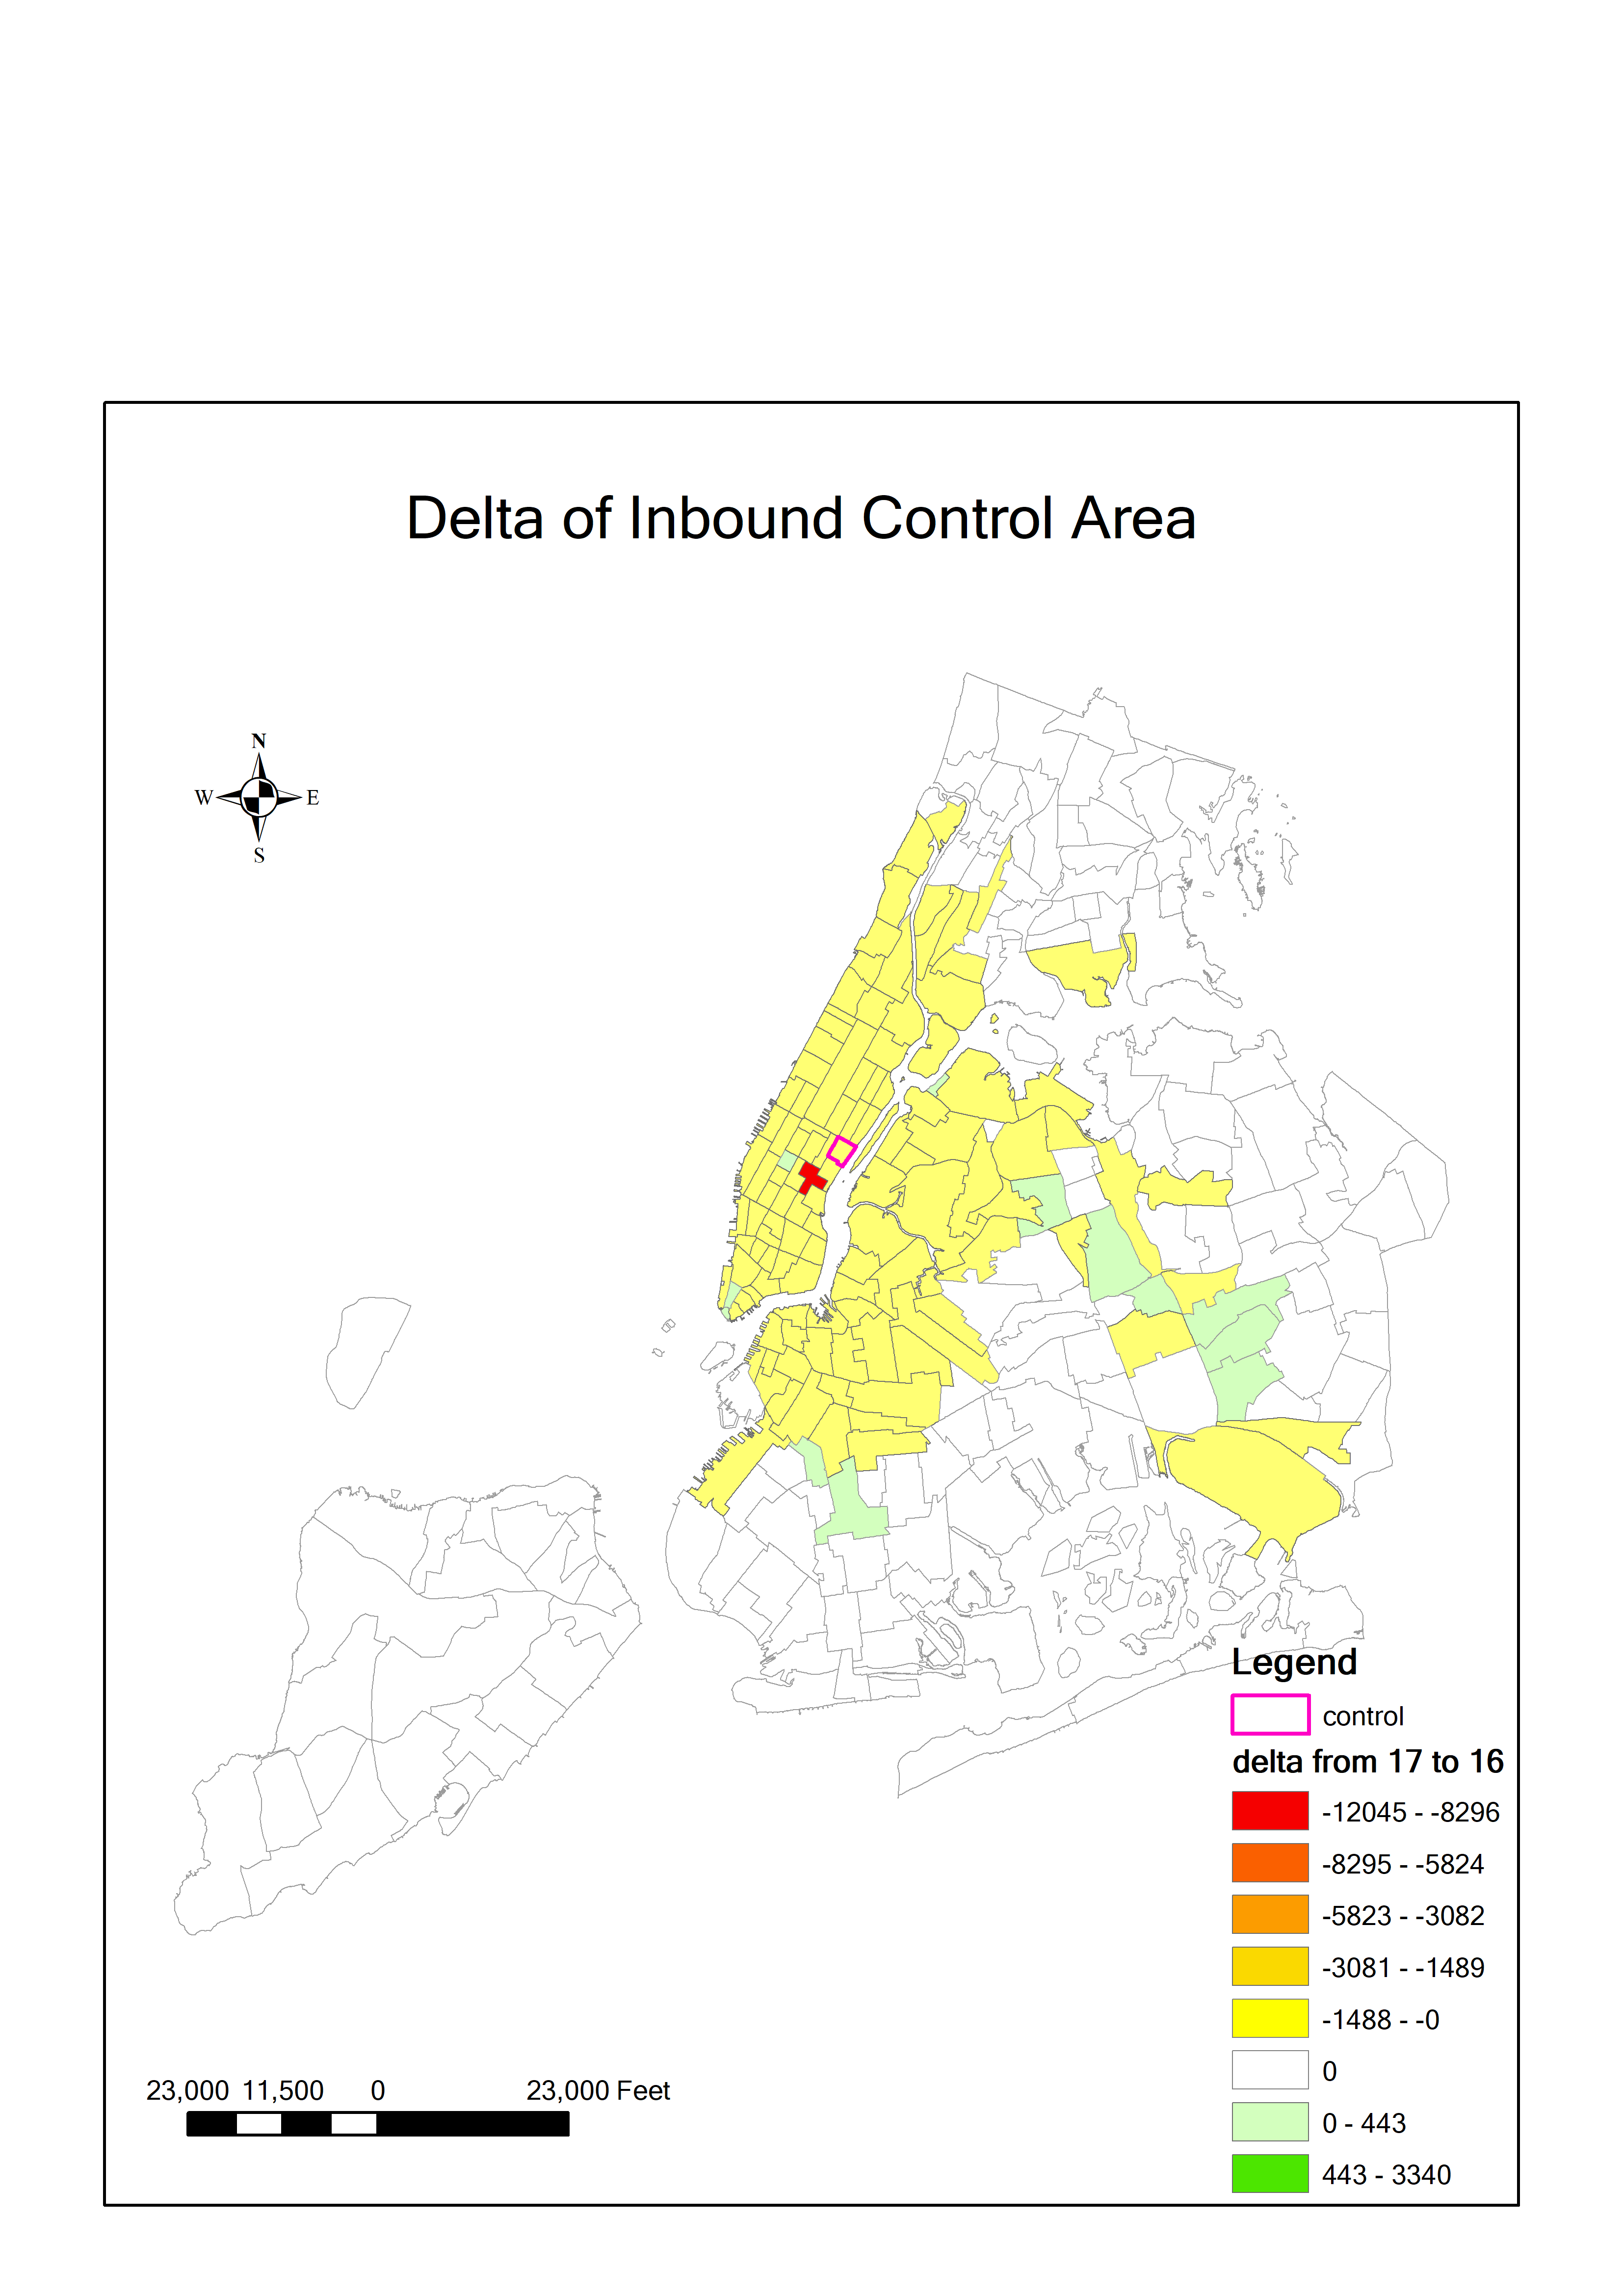 Delta of Inbound Control Area
N
W E
S
Legend
control
delta from 17 to 16
-12045 - -8296
-8295 - -5824
-5823 - -3082
-3081 - -1489
-1488 - -0
0
0 - 443
443 - 3340
23,000 11,500 0 23,000 Feet